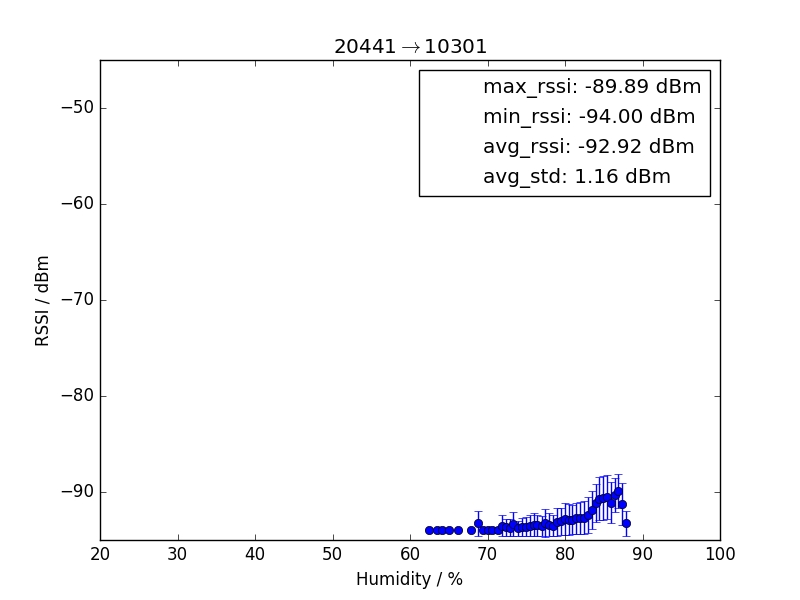 20441→10301
max_rssi: -89.89 dBm
min_rssi: -94.00 dBm
avg_rssi: -92.92 dBm
avg_std: 1.16 dBm
RSSI / dBm
−50
−60
−70
−80
−90
20 30 40 50 60 70 80 90 100
Humidity / %